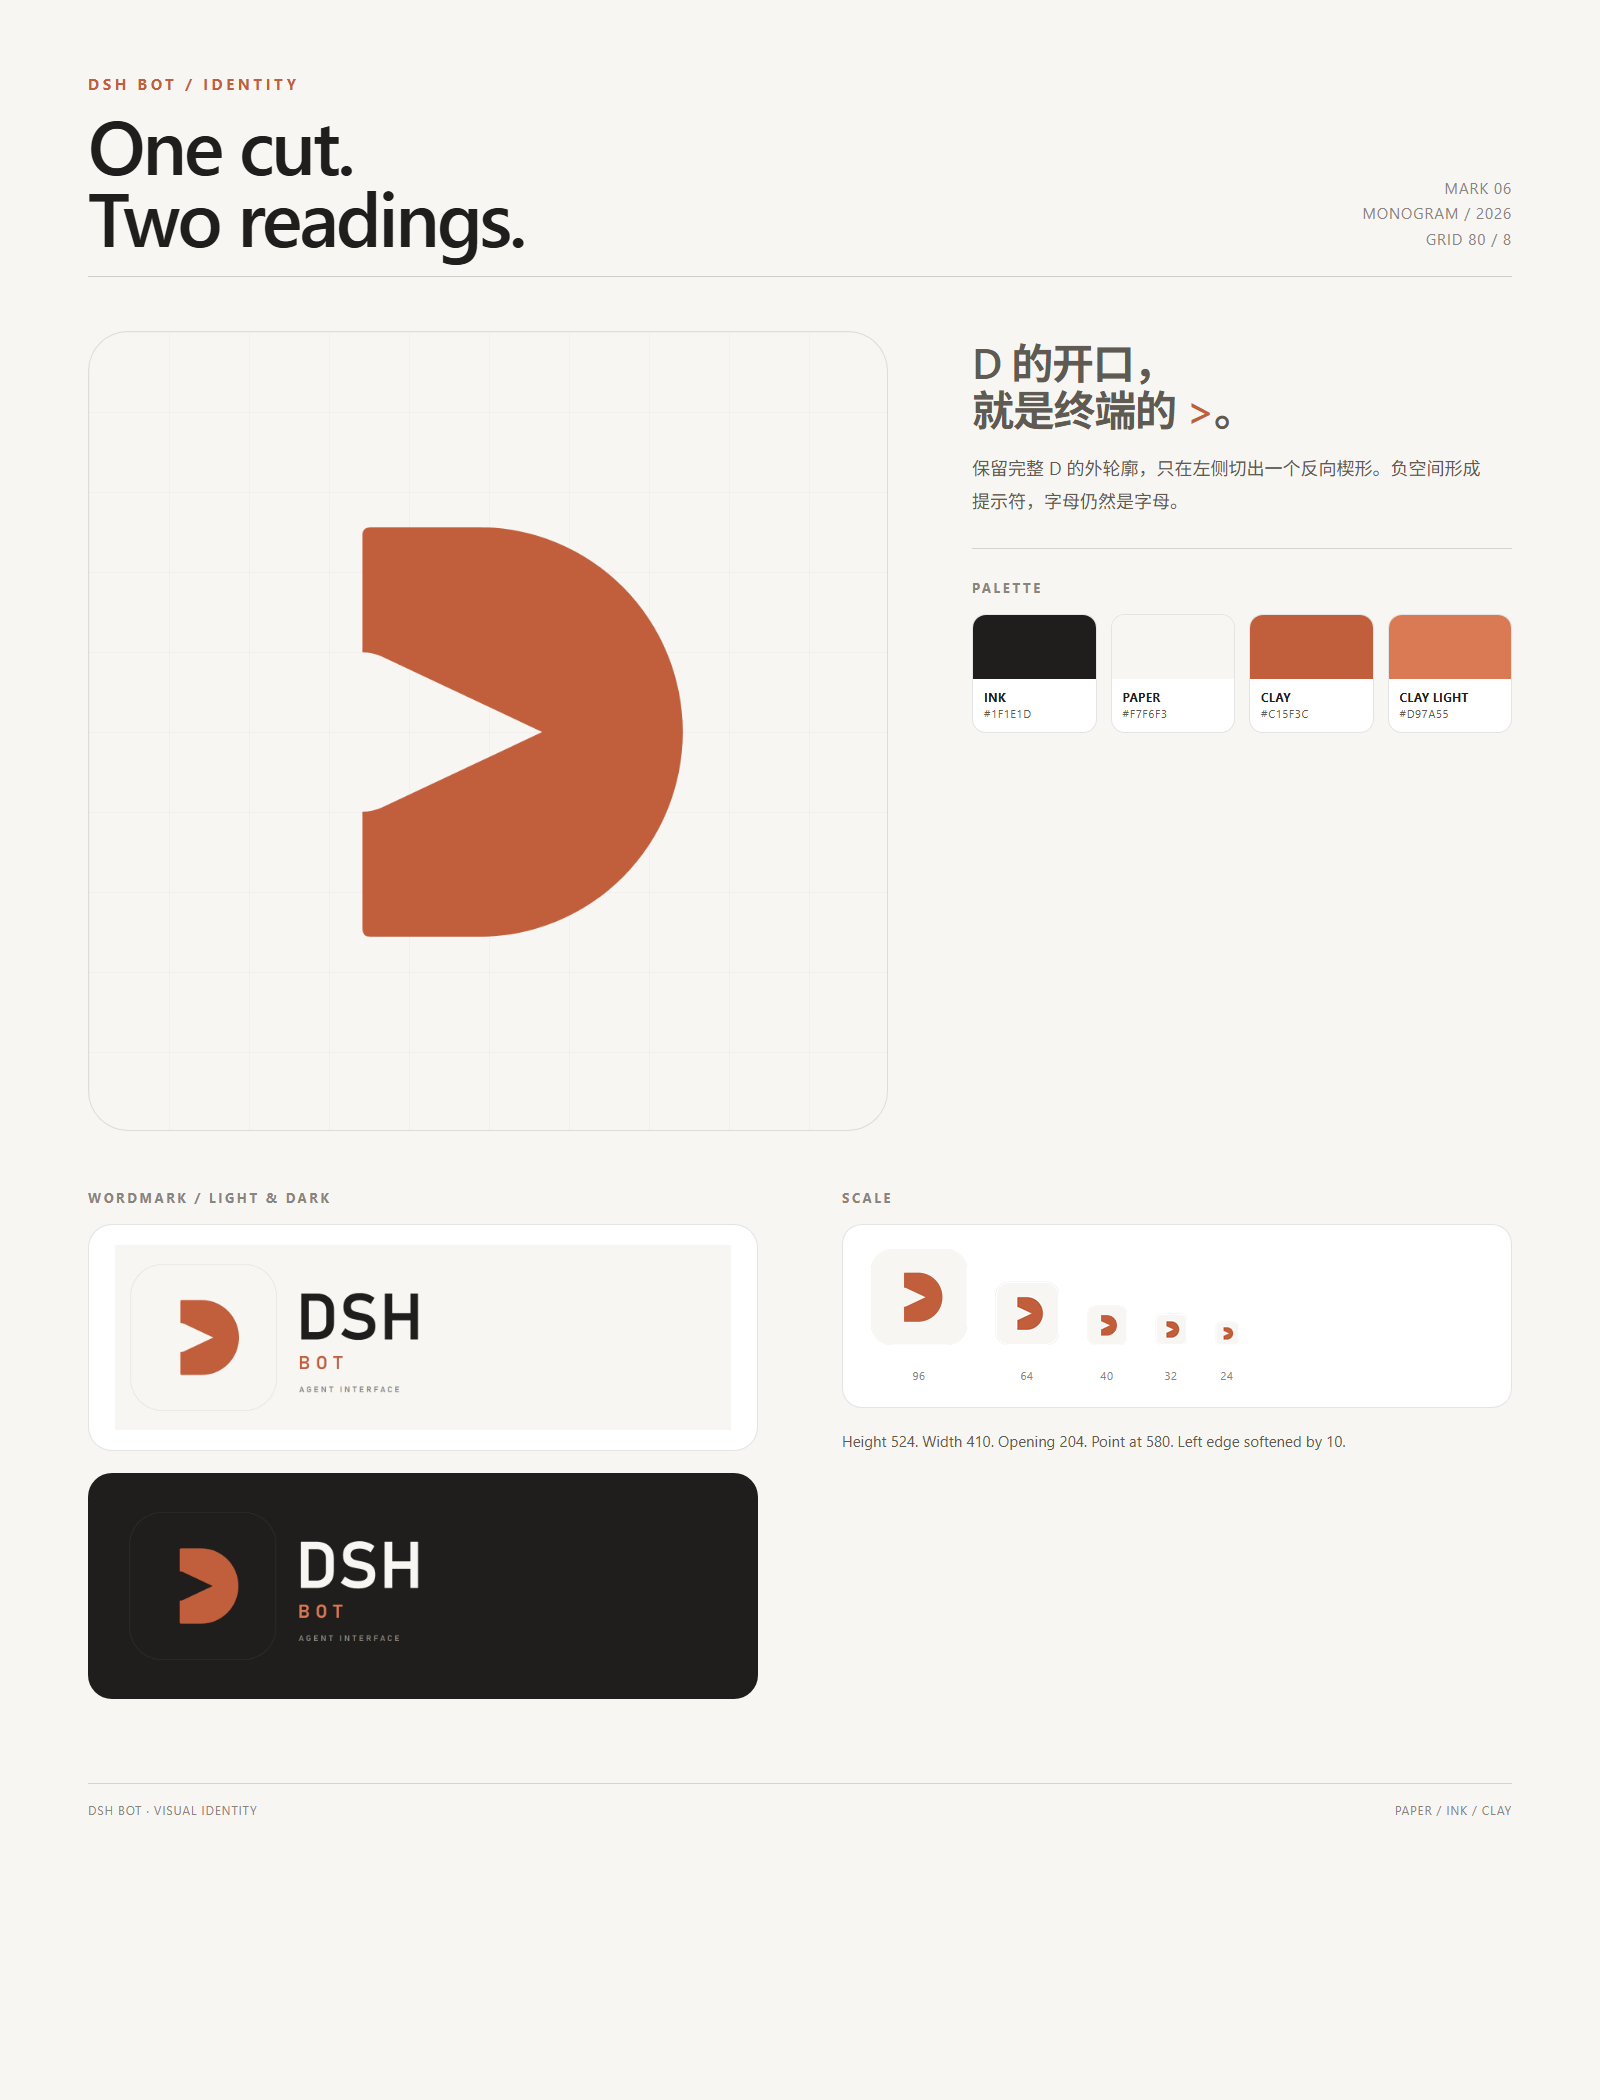 DSH BOT / IDENTITY
One cut.
Two readings.
MARK 06
MONOGRAM / 2026
GRID 80 / 8
D 的开口，
就是终端的 >。
保留完整 D 的外轮廓，只在左侧切出一个反向楔形。负空间形成
提示符，字母仍然是字母。
PALETTE
INK
#1F1E1D
PAPER
#F7F6F3
CLAY
#C15F3C
CLAY LIGHT
#D97A55
WORDMARK / LIGHT & DARK
DSH
BOT
AGENT INTERFACE
DSH
BOT
AGENT INTERFACE
SCALE
96
64
40
32
24
Height 524. Width 410. Opening 204. Point at 580. Left edge softened by 10.
DSH BOT · VISUAL IDENTITY
PAPER / INK / CLAY